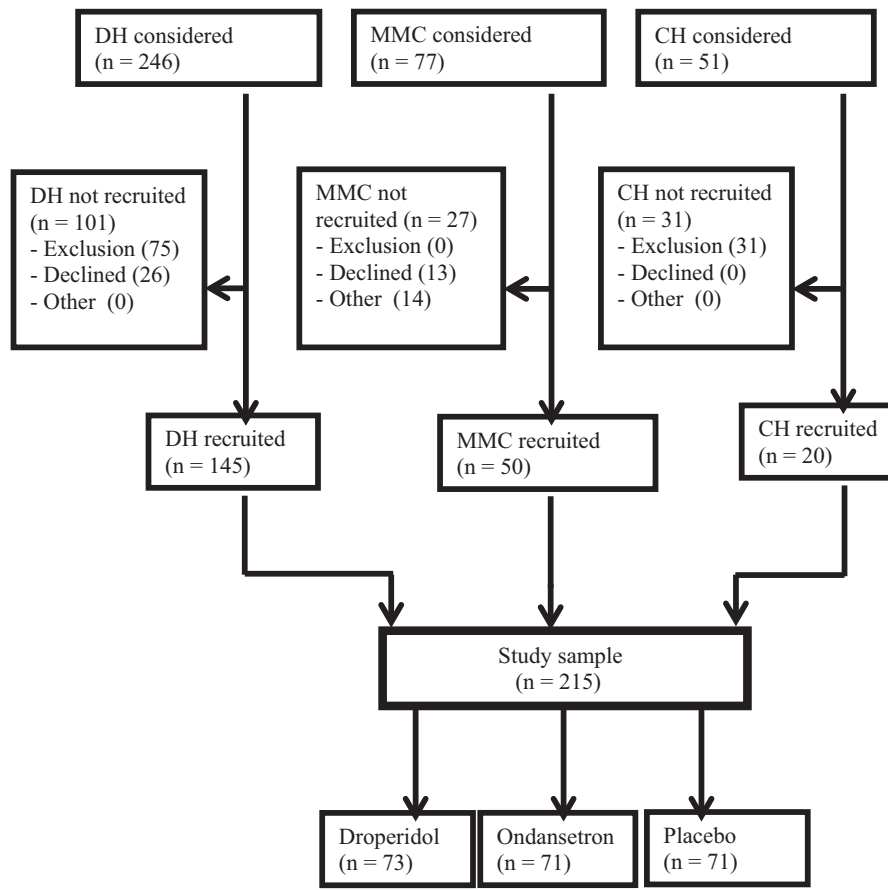 DH considered
(n = 246)
MMC considered
(n = 77)
CH considered
(n = 51)
DH not recruited
(n = 101)
- Exclusion (75)
- Declined (26)
- Other (0)
MMC not
recruited (n = 27)
- Exclusion (0)
- Declined (13)
- Other (14)
CH not recruited
(n = 31)
- Exclusion (31)
- Declined (0)
- Other (0)
DH recruited
(n = 145)
MMC recruited
(n = 50)
CH recruited
(n = 20)
Study sample
(n = 215)
Droperidol
(n = 73)
Ondansetron
(n = 71)
Placebo
(n = 71)